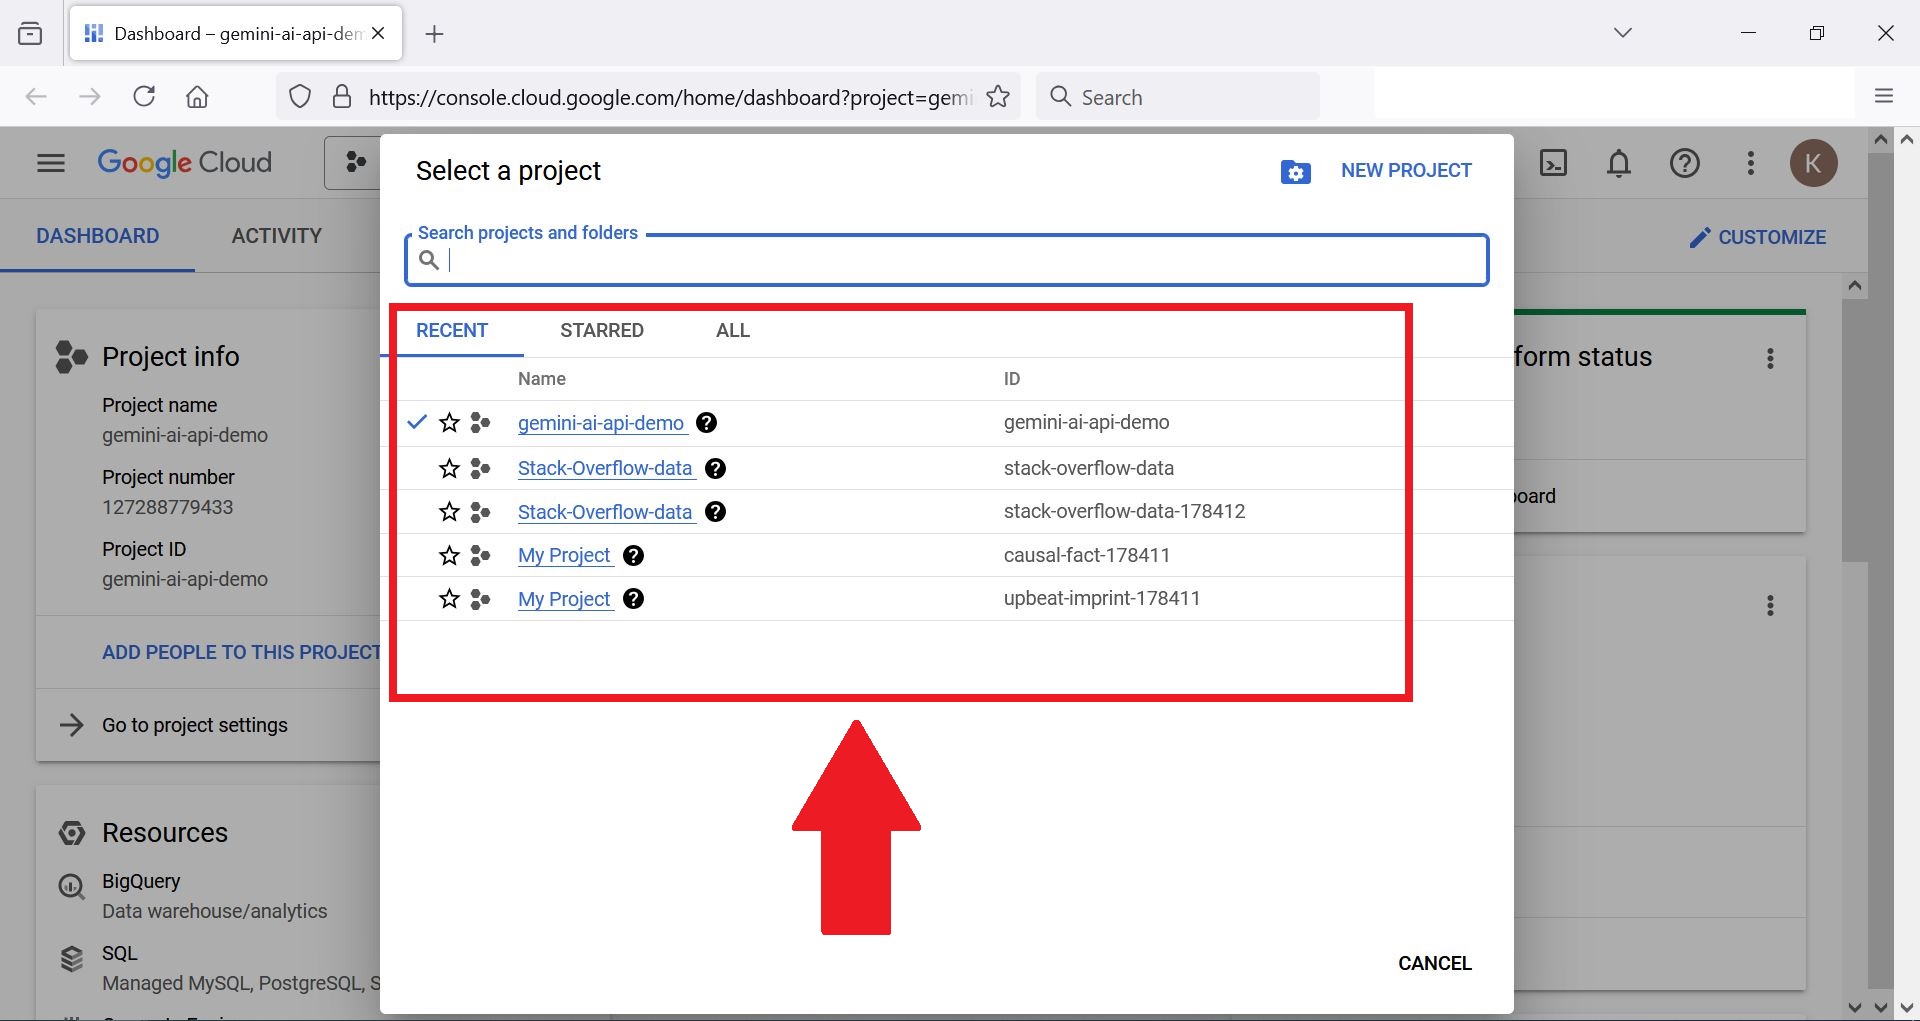 Dashboard – gemini-ai-api-dem
https://console.cloud.google.com/home/dashboard?project=gemi
Search
Google Cloud
K
DASHBOARD
ACTIVITY
CUSTOMIZE
Project info
Project name
gemini-ai-api-demo
Project number
127288779433
Project ID
gemini-ai-api-demo
ADD PEOPLE TO THIS PROJECT
Go to project settings
Resources
BigQuery
Data warehouse/analytics
SQL
Managed MySQL, PostgreSQL, S
Select a project
NEW PROJECT
Search projects and folders
RECENT STARRED ALL
Name ID
gemini-ai-api-demo gemini-ai-api-demo
Stack-Overflow-data stack-overflow-data
Stack-Overflow-data stack-overflow-data-178412
My Project causal-fact-178411
My Project upbeat-imprint-178411
CANCEL
form status
board